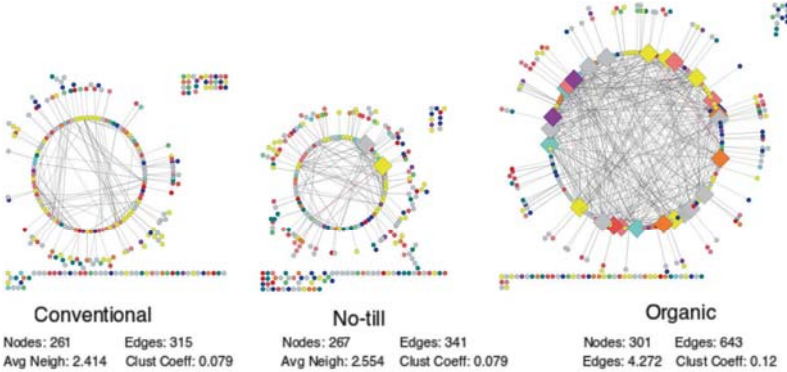 Conventional
Nodes: 261 Edges: 315
Avg Neigh: 2.414 Clust Coeff: 0.079
No-till
Nodes: 267 Edges: 341
Avg Neigh: 2.554 Clust Coeff: 0.079
Organic
Nodes: 301 Edges: 643
Edges: 4.272 Clust Coeff: 0.12